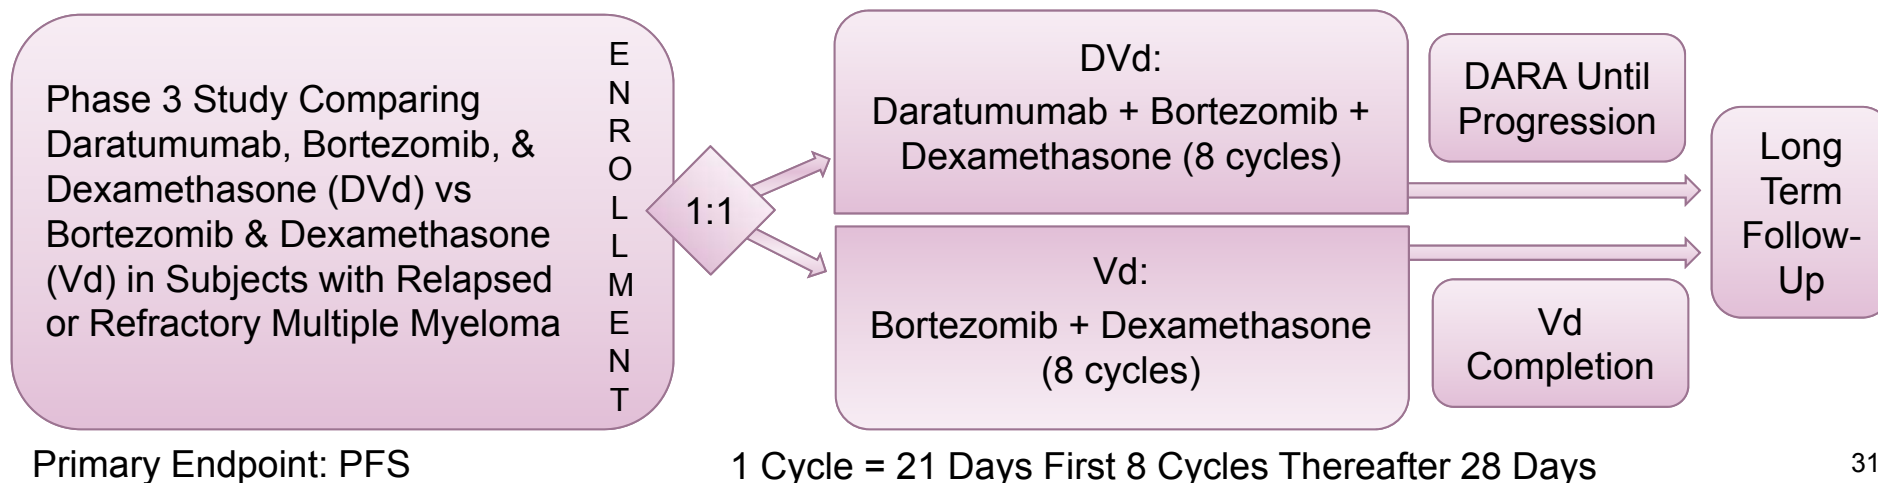 Phase 3 Study Comparing
Daratumumab, Bortezomib, &
Dexamethasone (DVd) vs
Bortezomib & Dexamethasone
(Vd) in Subjects with Relapsed
or Refractory Multiple Myeloma
E
N
R
O
L
L
M
E
N
T
1:1
DVd:
Daratumumab + Bortezomib +
Dexamethasone (8 cycles)
Vd:
Bortezomib + Dexamethasone
(8 cycles)
DARA Until
Progression
Vd
Completion
Long
Term
Follow-
Up
Primary Endpoint: PFS
1 Cycle = 21 Days First 8 Cycles Thereafter 28 Days
31